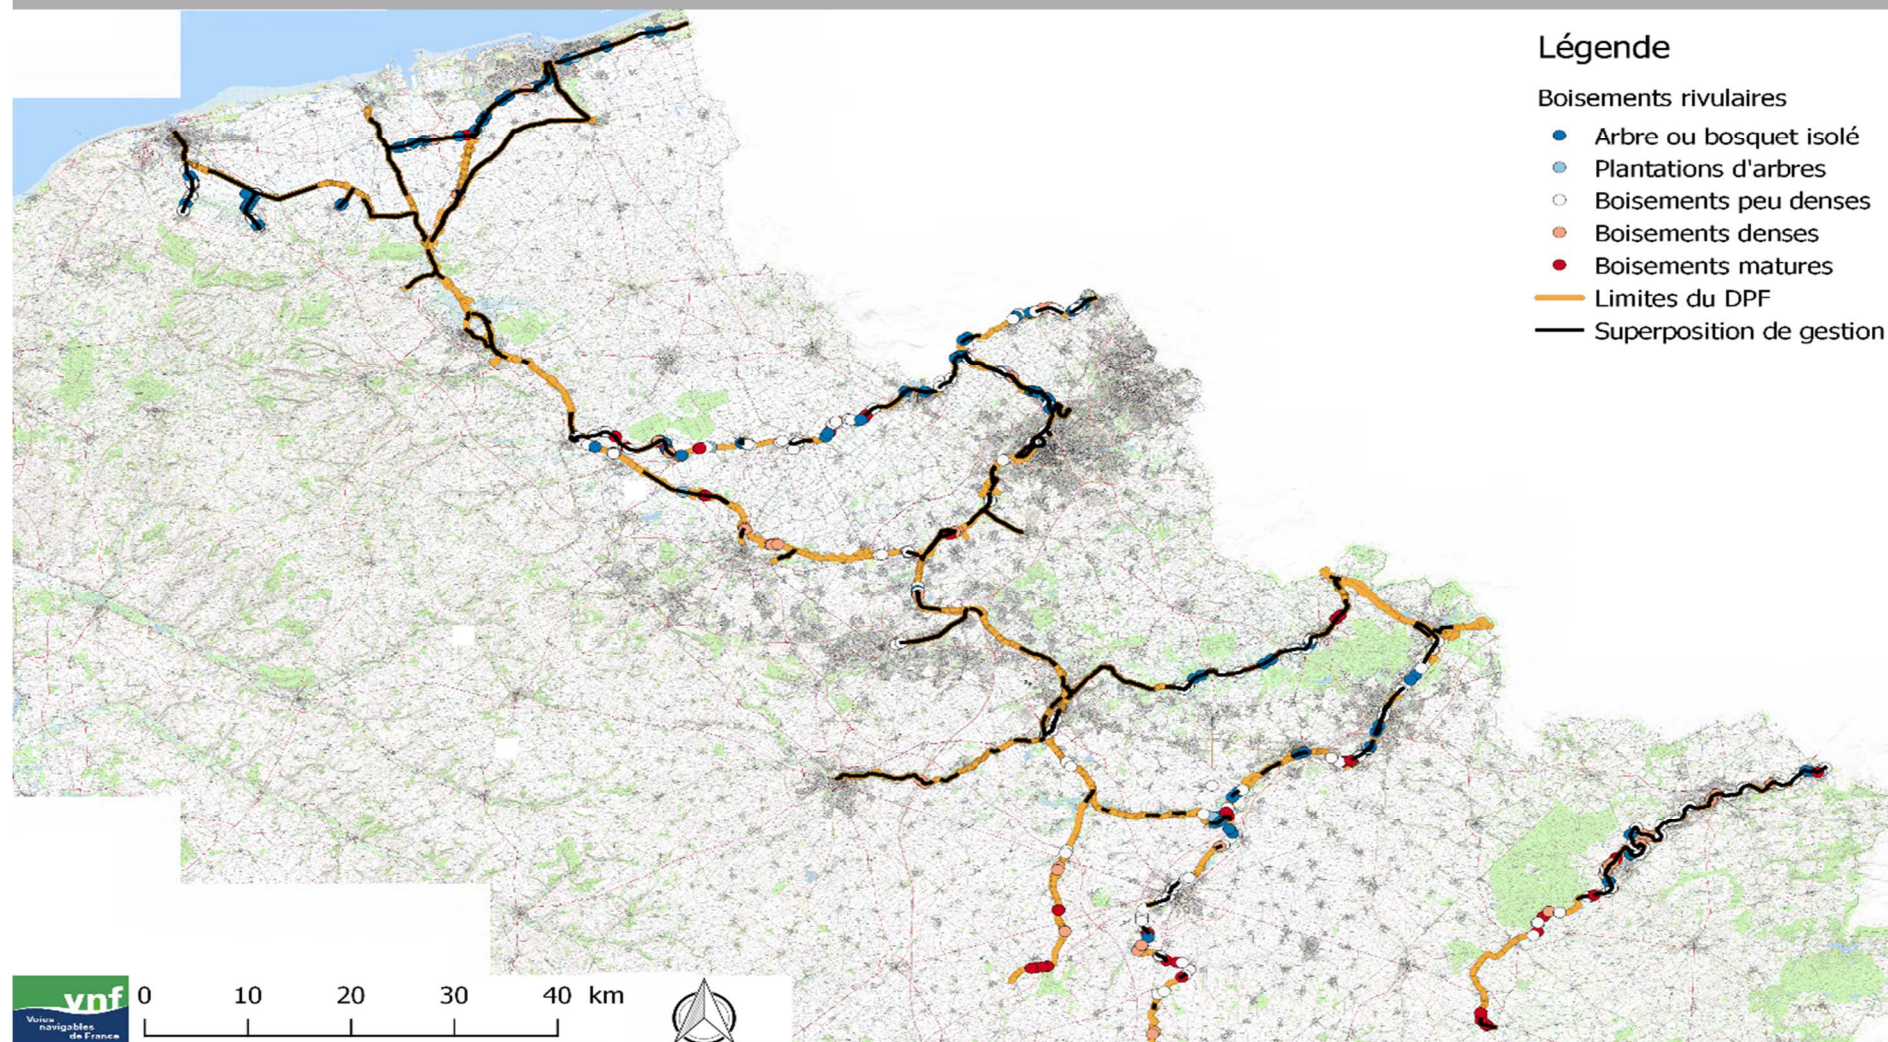 Légende
Boisements rivulaires
Arbre ou bosquet isolé
Plantations d'arbres
Boisements peu denses
Boisements denses
Boisements matures
Limites du DPF
Superposition de gestion
vnf
Voies
navigables
de France
0 10 20 30 40 km